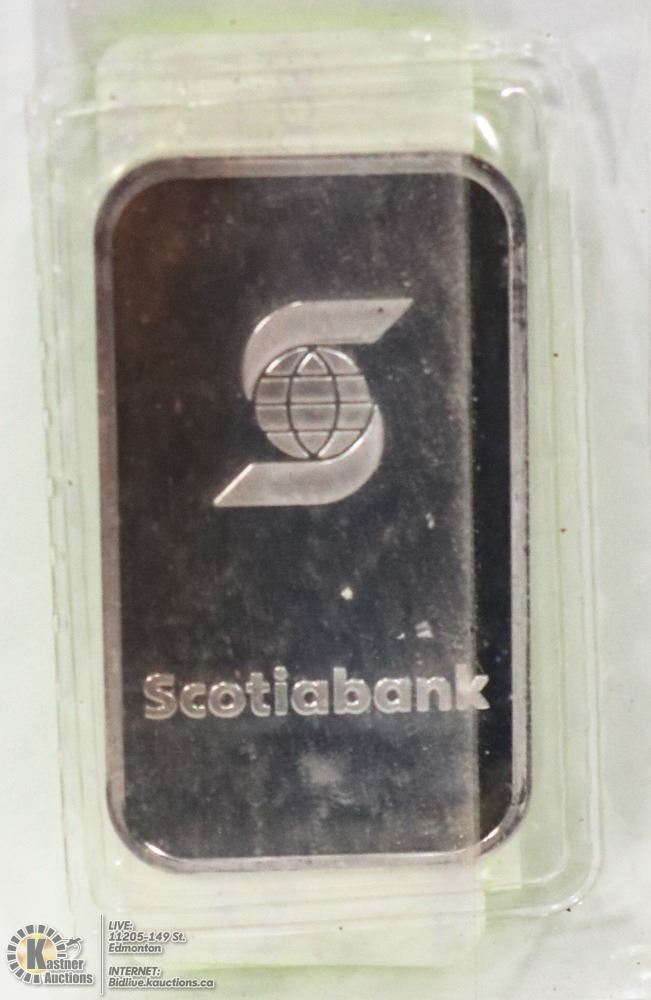 Scotiabank
Kastner
Auctions
LIVE:
11205-149 St.
Edmonton
INTERNET:
Bidlive.kauctions.ca